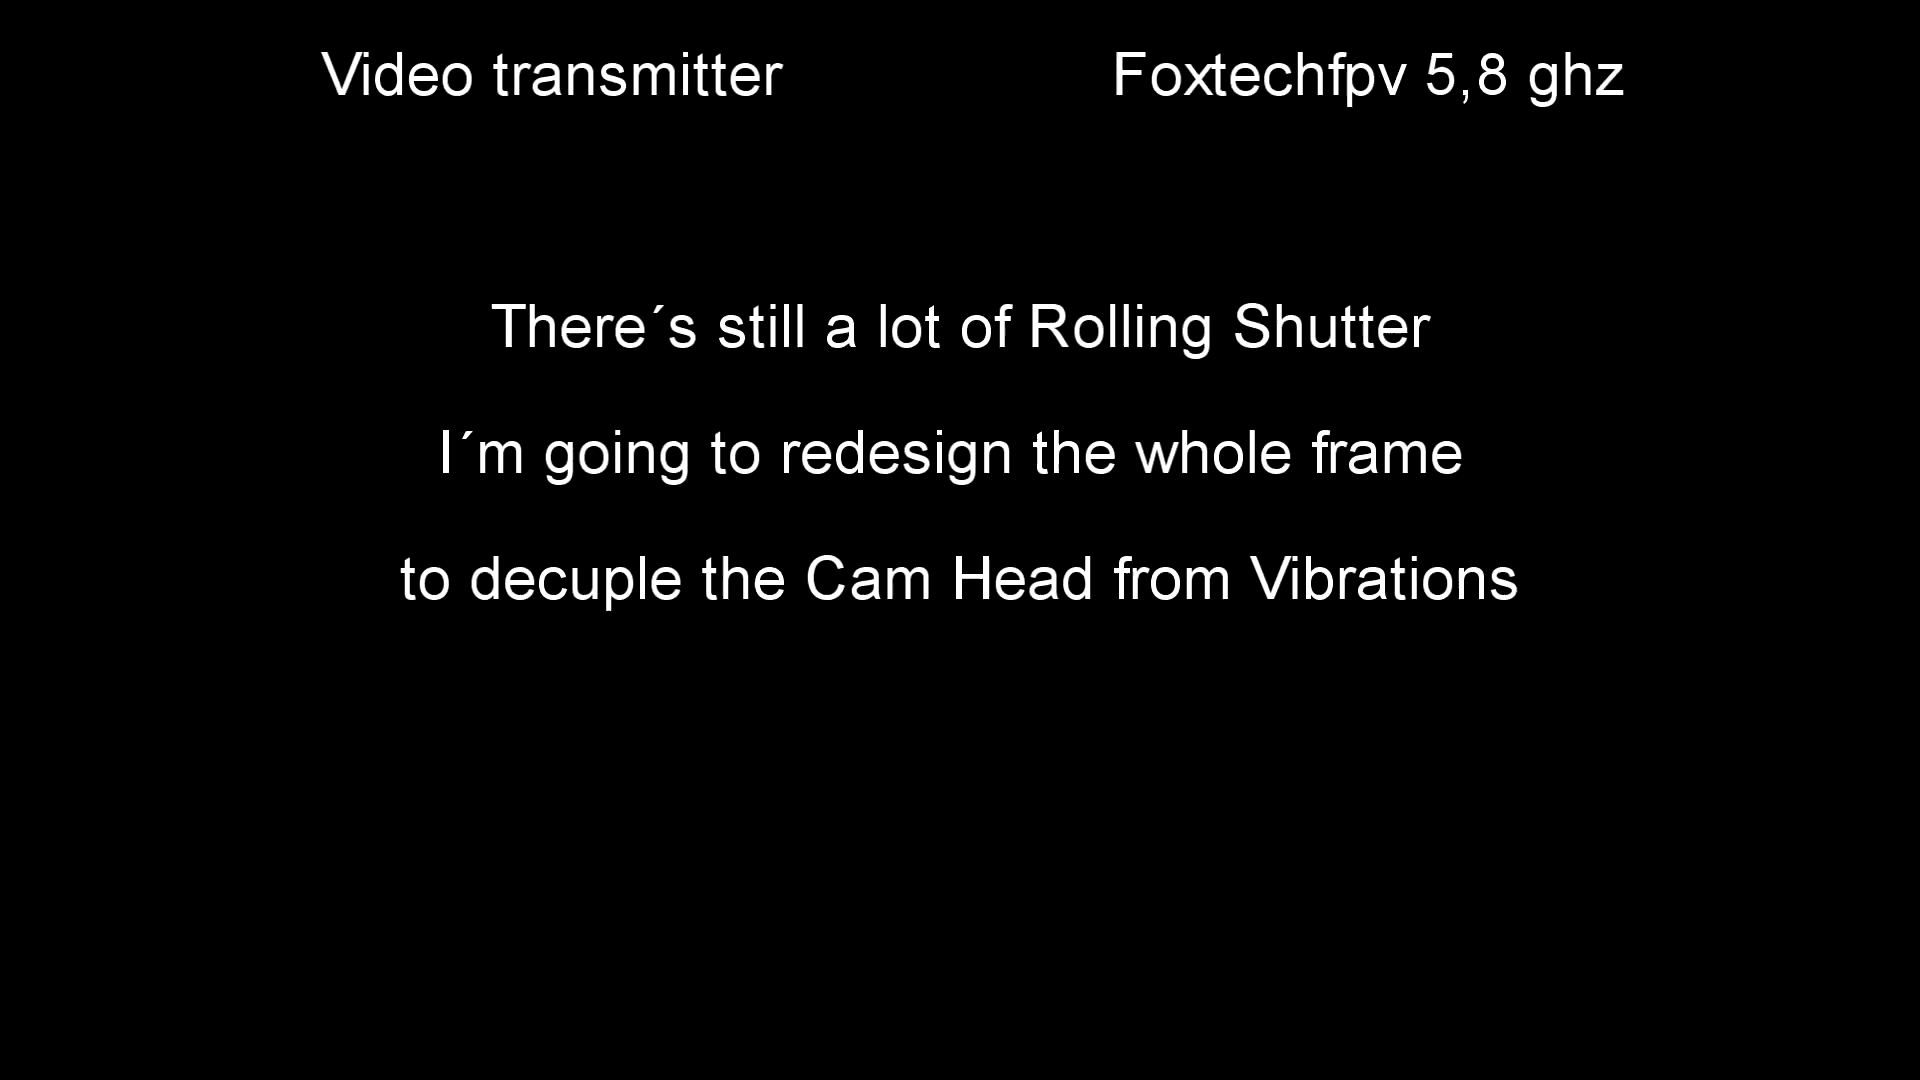 Video transmitter Foxtechfpv 5,8 ghz
There´s still a lot of Rolling Shutter
I´m going to redesign the whole frame
to decuple the Cam Head from Vibrations